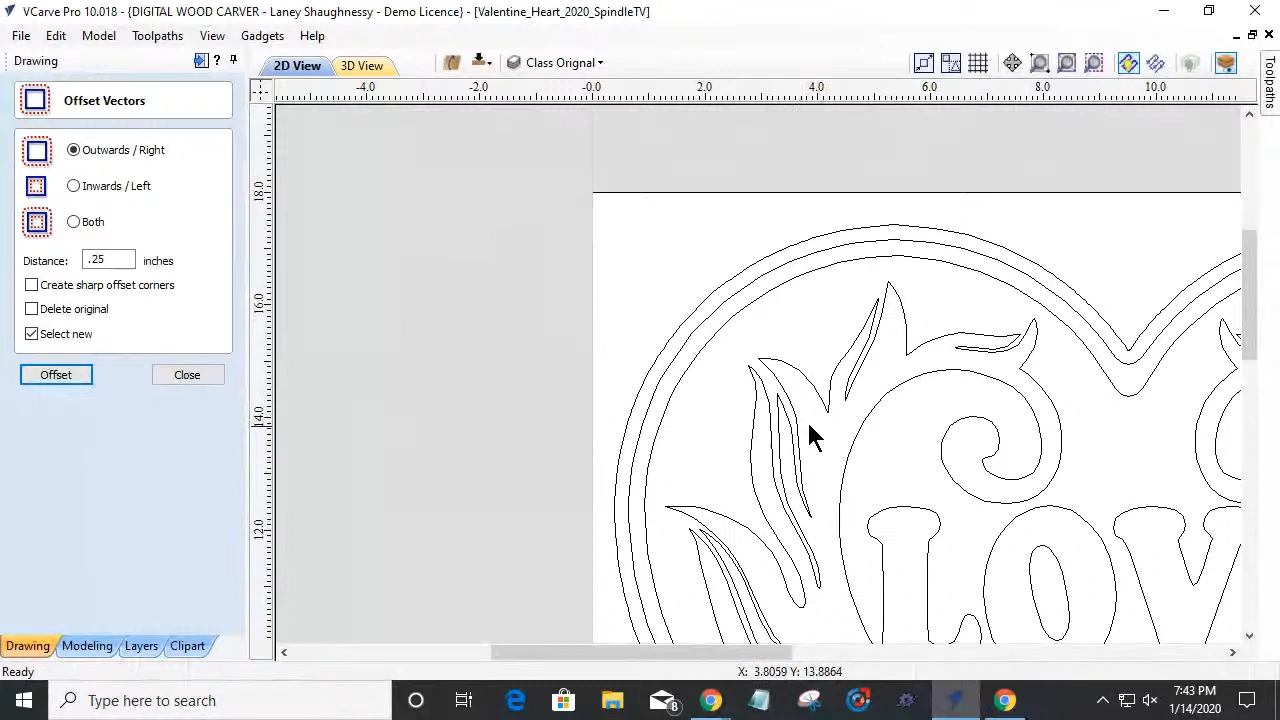 VCarve Pro 10.018 - {DIGITAL WOOD CARVER - Laney Shaughnessy - Demo Licence} - [Valentine_Heart_2020_SpindleTV]
File Edit Model Toolpaths View Gadgets Help
Drawing
2D View 3D View Class Original
Toolpaths
Offset Vectors
-4.0 -2.0 -0.0 2.0 4.0 6.0 8.0 10.0
18.0
16.0
14.0
12.0
Outwards / Right
Inwards / Left
Both
Distance: .25 inches
Create sharp offset corners
Delete original
Select new
Offset Close
LOV
Drawing Modeling Layers Clipart
Ready X: 3.8059 Y: 13.8864
Type here to search
8
7:43 PM
1/14/2020